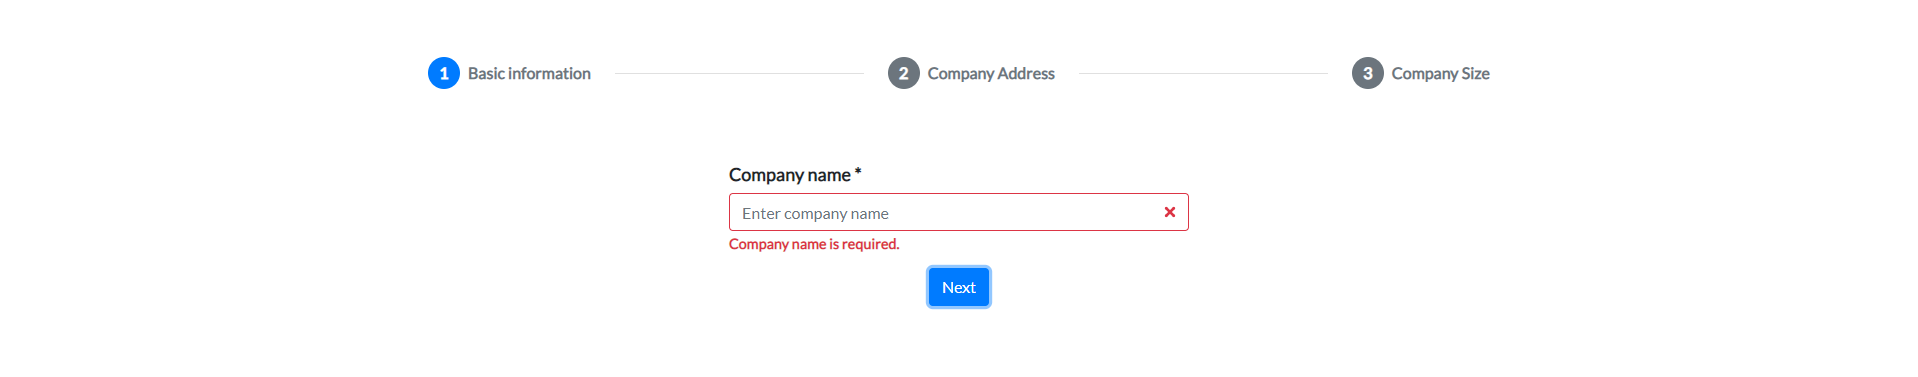 1 Basic information 2 Company Address 3 Company Size
Company name *
Enter company name
Company name is required.
Next